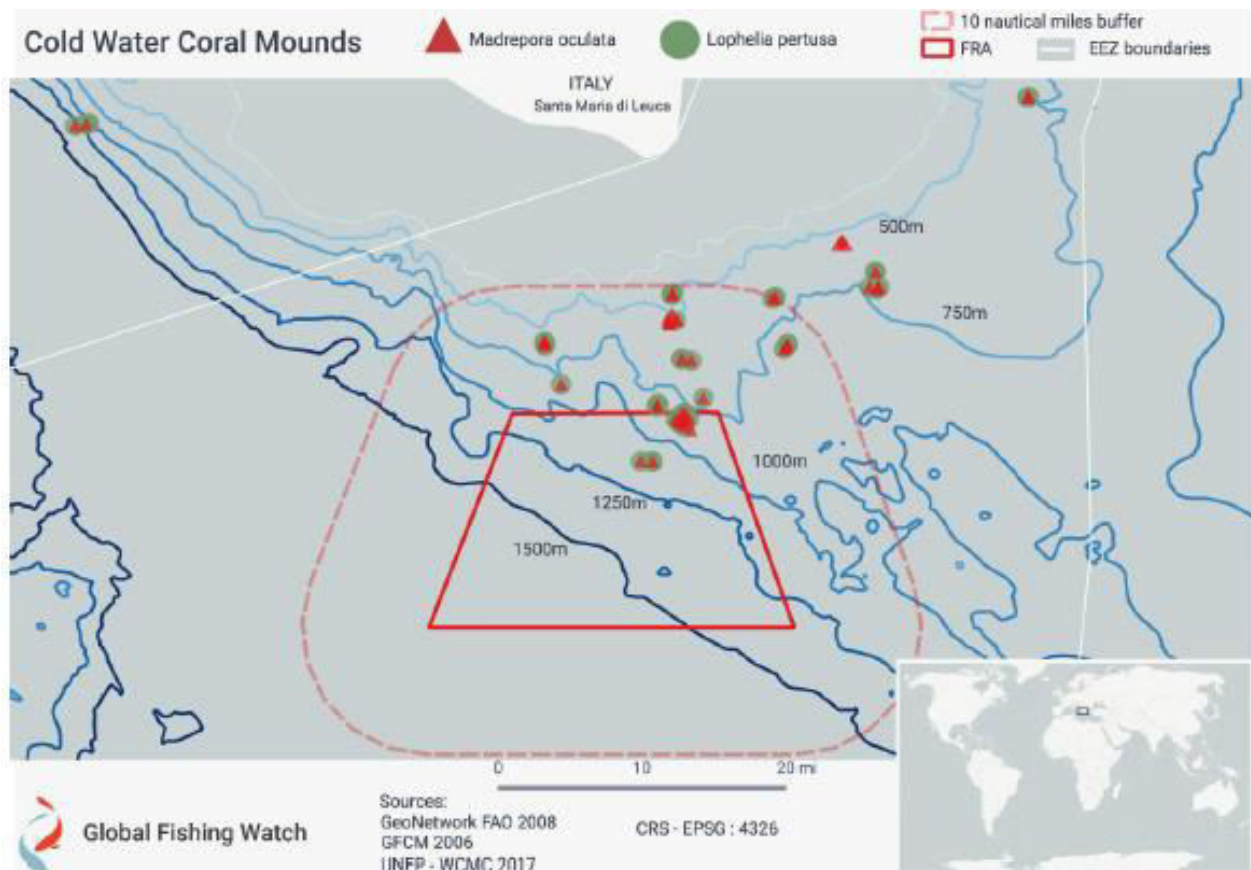 Cold Water Coral Mounds
Madrepora oculata
Lophelia pertusa
10 nautical miles buffer
FRA
EEZ boundaries
ITALY
Santa Maria di Leuca
500m
750m
1000m
1250m
1500m
0 10 20 mi
Global Fishing Watch
Sources:
GeoNetwork FAO 2008
GFCM 2006
UNEP - WCMC 2017
CRS - EPSG : 4326